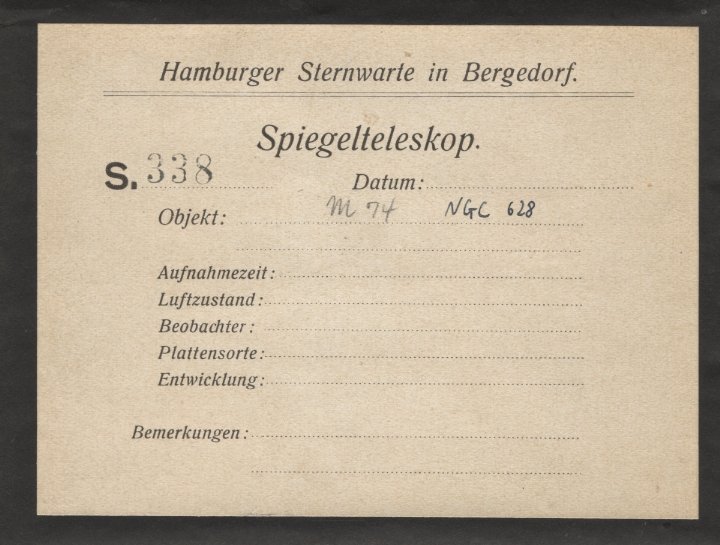 Hamburger Sternwarte in Bergedorf.
Spiegelteleskop.
S. 338 Datum:
Objekt: M 74 NGC 628
Aufnahmezeit:
Luftzustand:
Beobachter:
Plattensorte:
Entwicklung:
Bemerkungen: